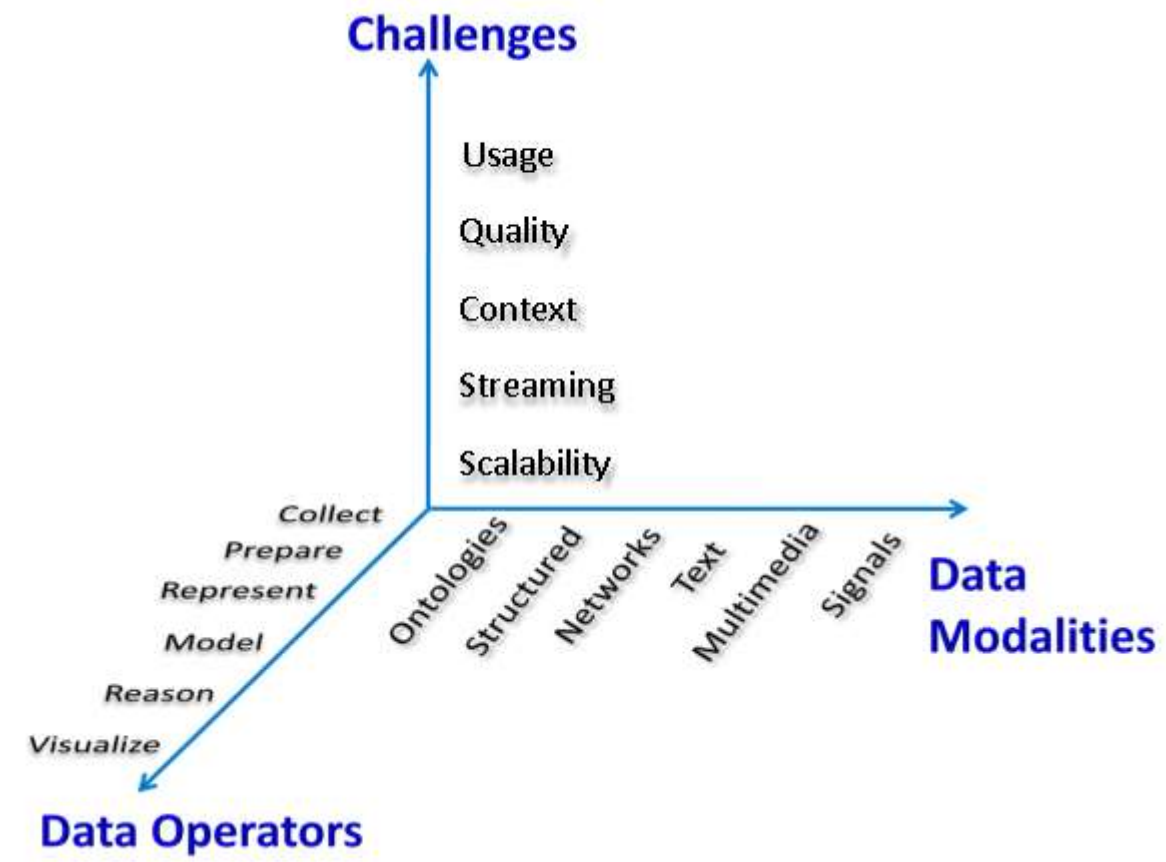 Challenges
Usage
Quality
Context
Streaming
Scalability
Collect
Prepare
Represent
Model
Reason
Visualize
Data Operators
Ontologies
Structured
Networks
Text
Multimedia
Signals
Data
Modalities